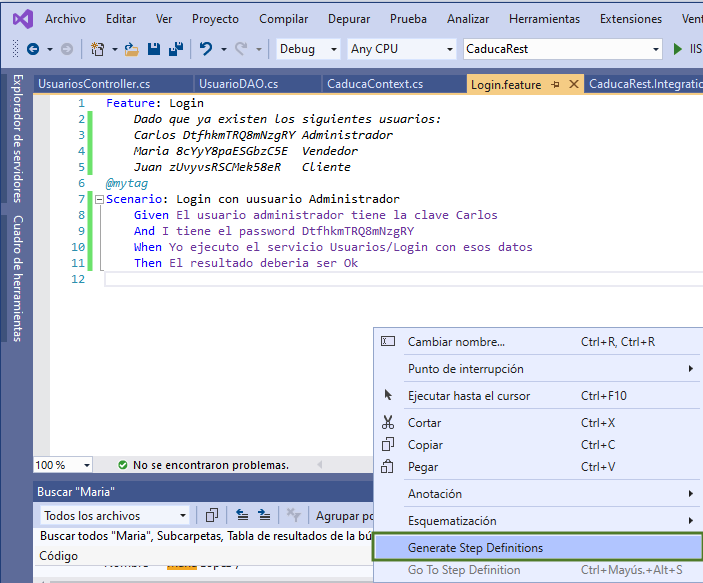 Archivo Editar Ver Proyecto Compilar Depurar Prueba Analizar Herramientas Extensiones
Debug Any CPU CaducaRest IIS
UsuariosController.cs UsuarioDAO.cs CaducaContext.cs Login.feature CaducaRest.Integratio
Explorador de servidores
Cuadro de herramientas
1 Feature: Login
2 Dado que ya existen los siguientes usuarios:
3 Carlos DtfhkmTRQ8mNzgRY Administrador
4 Maria 8cYyY8paESGbzC5E Vendedor
5 Juan zUvyvsRSCMek58eR Cliente
6 @mytag
7 Scenario: Login con uusuario Administrador
8 Given El usuario administrador tiene la clave Carlos
9 And I tiene el password DtfhkmTRQ8mNzgRY
10 When Yo ejecuto el servicio Usuarios/Login con esos datos
11 Then El resultado deberia ser Ok
12
Cambiar nombre... Ctrl+R, Ctrl+R
Punto de interrupción
Ejecutar hasta el cursor Ctrl+F10
Cortar Ctrl+X
Copiar Ctrl+C
Pegar Ctrl+V
Anotación
Esquematización
Generate Step Definitions
Go To Step Definition Ctrl+Mayús.+Alt+S
100 % No se encontraron problemas.
Buscar "Maria"
Todos los archivos Agrupar po
Buscar todos "Maria", Subcarpetas, Tabla de resultados de la bú
Código